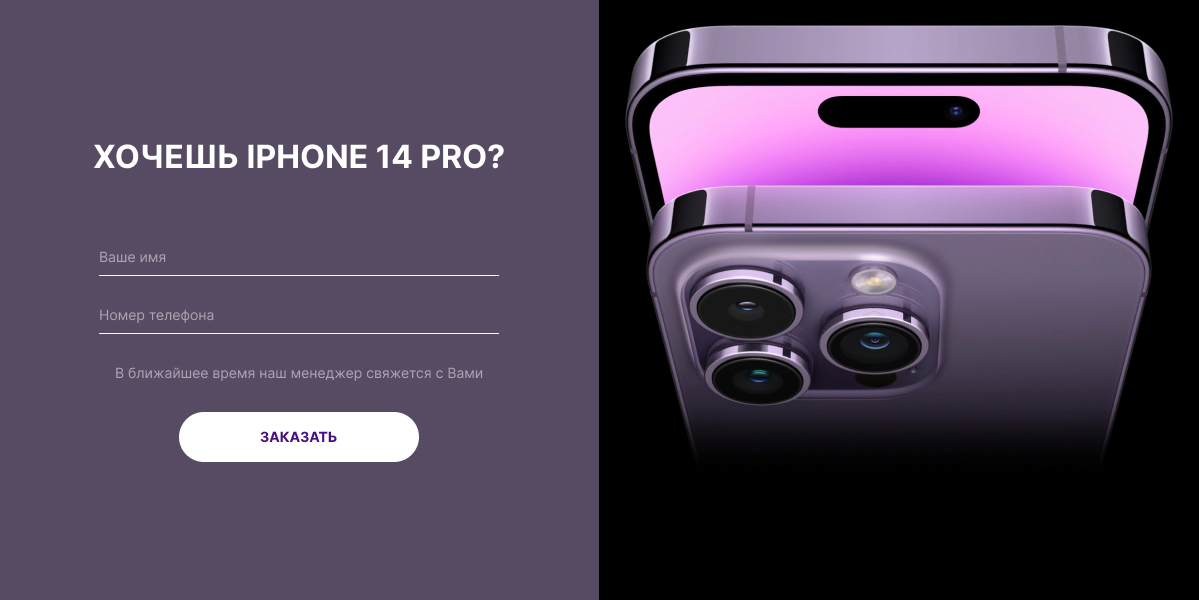 ХОЧЕШЬ IPHONE 14 PRO?
Ваше имя
Номер телефона
В ближайшее время наш менеджер свяжется с Вами
ЗАКАЗАТЬ